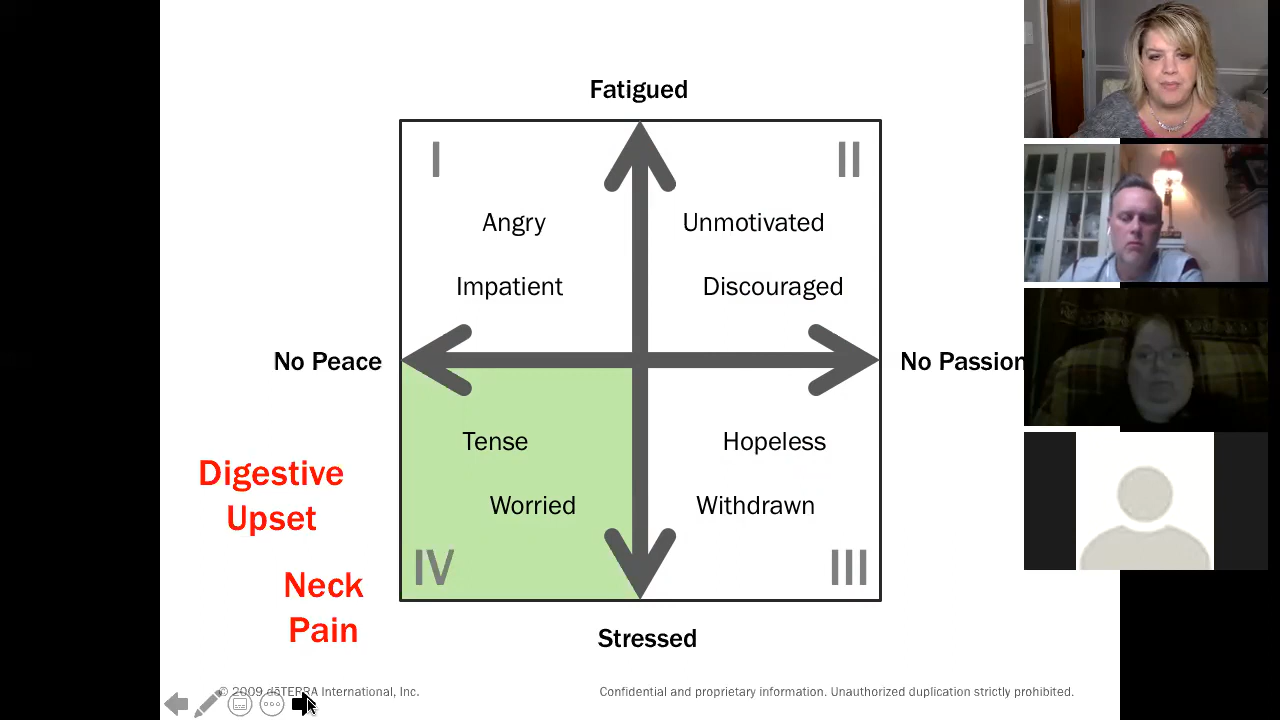 Fatigued
I
II
Angry
Unmotivated
Impatient
Discouraged
No Peace
No Passion
Tense
Hopeless
Digestive
Upset
Worried
Withdrawn
IV
III
Neck
Pain
Stressed
© 2009 dōTERRA International, Inc.
Confidential and proprietary information. Unauthorized duplication strictly prohibited.